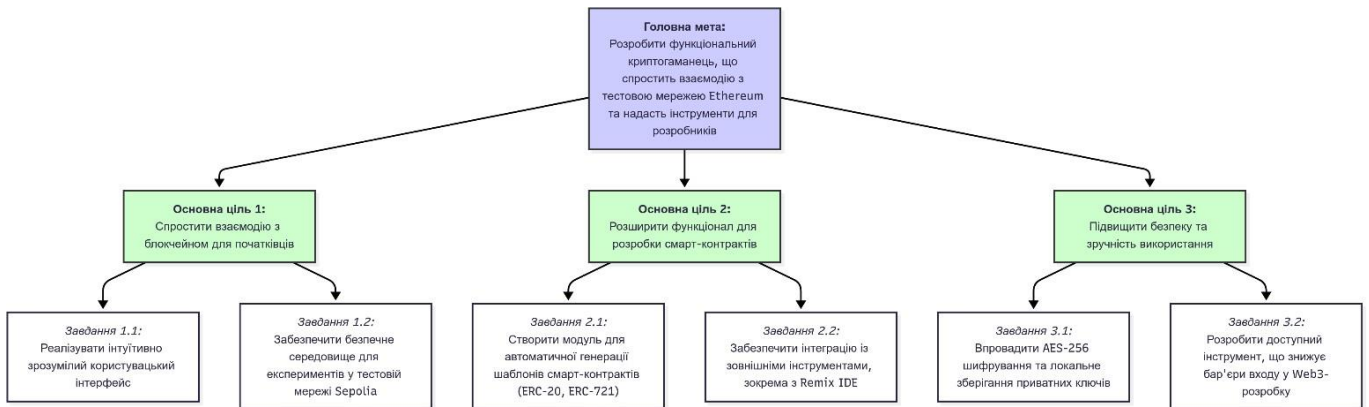 Головна мета:
Розробити функціональний
криптогаманець, що
спростить взаємодію з
тестовою мережею Ethereum
та надасть інструменти для
розробників
Основна ціль 1:
Спростити взаємодію з
блокчейном для початківців
Основна ціль 2:
Розширити функціонал для
розробки смарт-контрактів
Основна ціль 3:
Підвищити безпеку та
зручність використання
Завдання 1.1:
Реалізувати інтуїтивно
зрозумілий користувацький
інтерфейс
Завдання 1.2:
Забезпечити безпечне
середовище для
експериментів у тестовій
мережі Sepolia
Завдання 2.1:
Створити модуль для
автоматичної генерації
шаблонів смарт-контрактів
(ERC-20, ERC-721)
Завдання 2.2:
Забезпечити інтеграцію із
зовнішніми інструментами,
зокрема з Remix IDE
Завдання 3.1:
Впровадити AES-256
шифрування та локальне
зберігання приватних ключів
Завдання 3.2:
Розробити доступний
інструмент, що знижує
бар'єри входу у Web3-
розробку